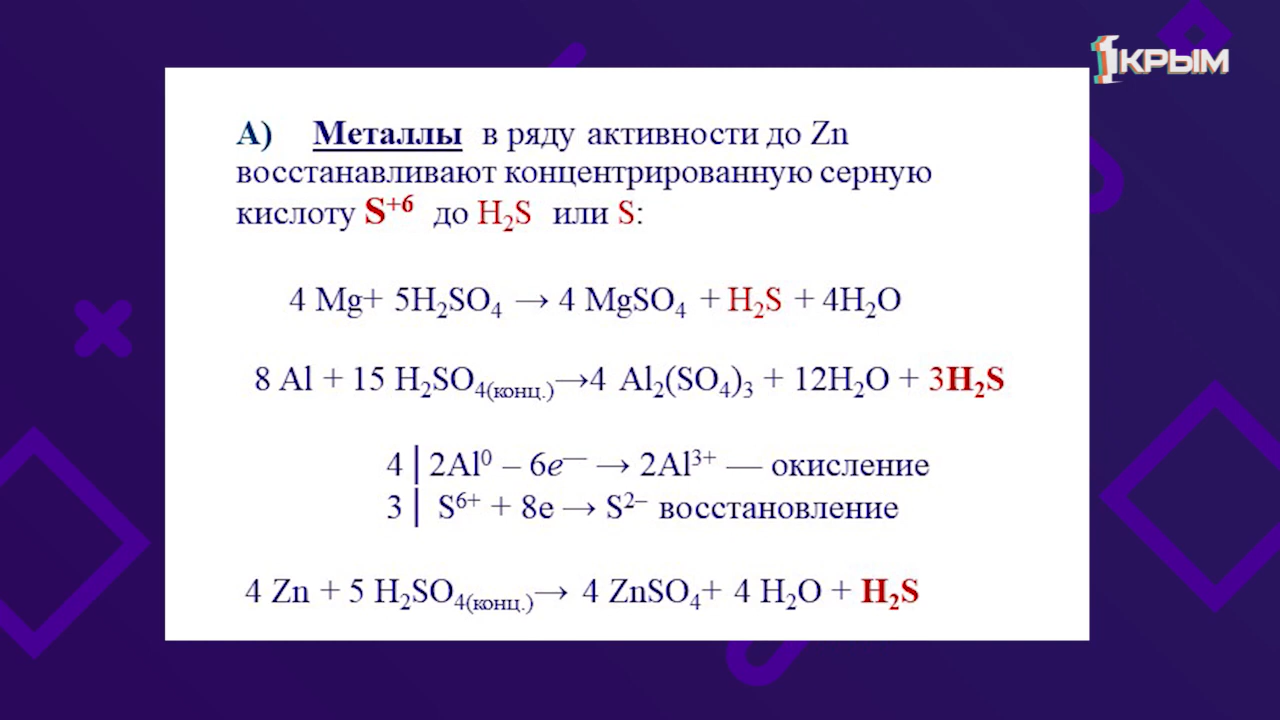 1КРЫМ
А) Металлы в ряду активности до Zn
восстанавливают концентрированную серную
кислоту S⁺⁶ до H₂S или S:
4 Mg+ 5H₂SO₄ → 4 MgSO₄ + H₂S + 4H₂O
8 Al + 15 H₂SO₄₍конц.₎→4 Al₂(SO₄)₃ + 12H₂O + 3H₂S
4│2Al⁰ – 6e⁻ → 2Al³⁺ — окисление
3│ S⁶⁺ + 8e → S²⁻ восстановление
4 Zn + 5 H₂SO₄₍конц.₎→ 4 ZnSO₄+ 4 H₂O + H₂S